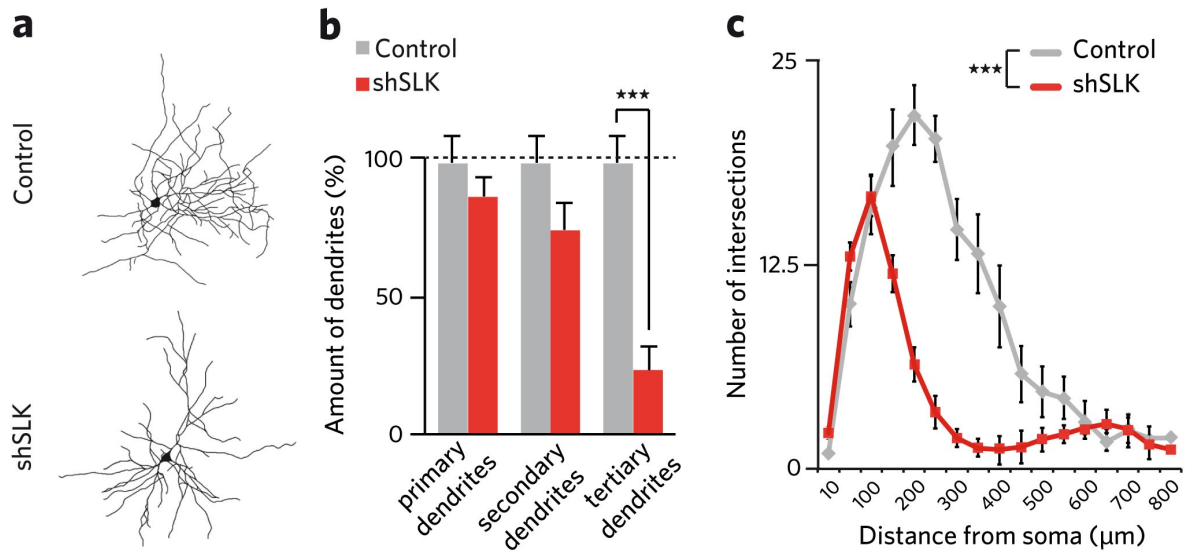 a
Control
shSLK
b
Control
shSLK
***
Amount of dendrites (%)
100
50
0
primary
dendrites
secondary
dendrites
tertiary
dendrites
c
Control
shSLK
***
Number of intersections
25
12.5
0
10
100
200
300
400
500
600
700
800
Distance from soma (μm)